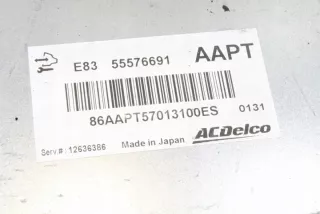 E83 55576691 AAPT
86AAPT57013100ES 0131
Serv.#: 12636386 Made in Japan ACDelco